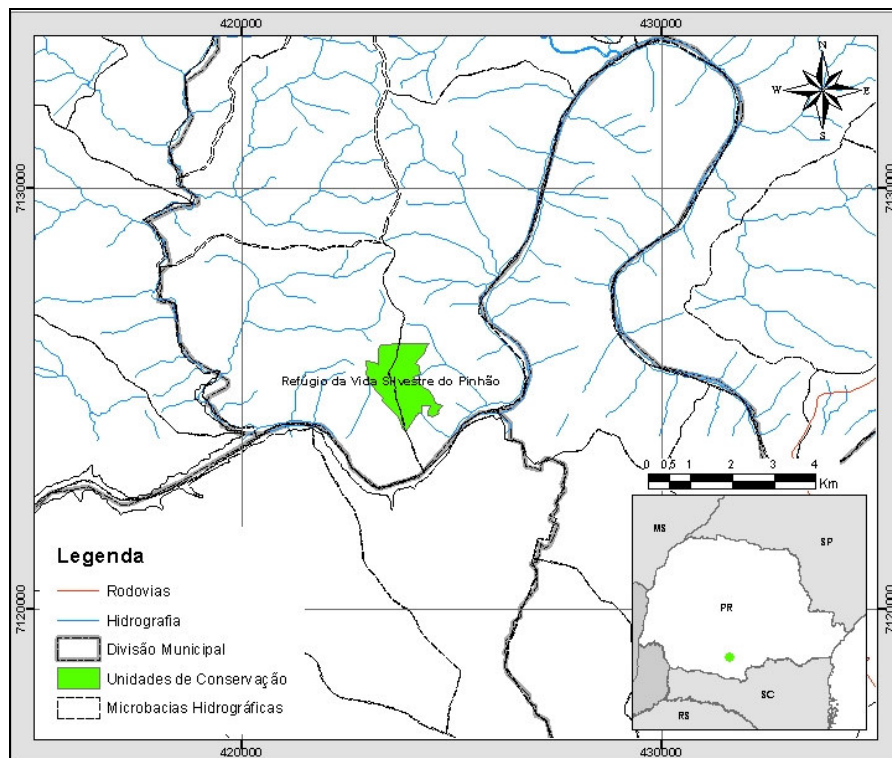 420000
430000
N
W E
S
7130000
7130000
Refúgio da Vida Silvestre do Pinhão
0 0,5 1 2 3 4
Km
Legenda
Rodovias
Hidrografia
Divisão Municipal
Unidades de Conservação
Microbacias Hidrográficas
MS
SP
PR
SC
RS
7120000
7120000
420000
430000